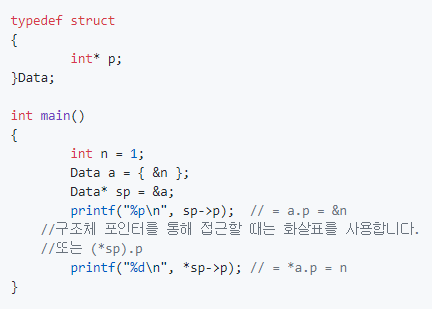 typedef struct
{
        int* p;
}Data;

int main()
{
        int n = 1;
        Data a = { &n };
        Data* sp = &a;
        printf("%p\n", sp->p);  // = a.p = &n
    //구조체 포인터를 통해 접근할 때는 화살표를 사용합니다.
    //또는 (*sp).p
        printf("%d\n", *sp->p); // = *a.p = n
}